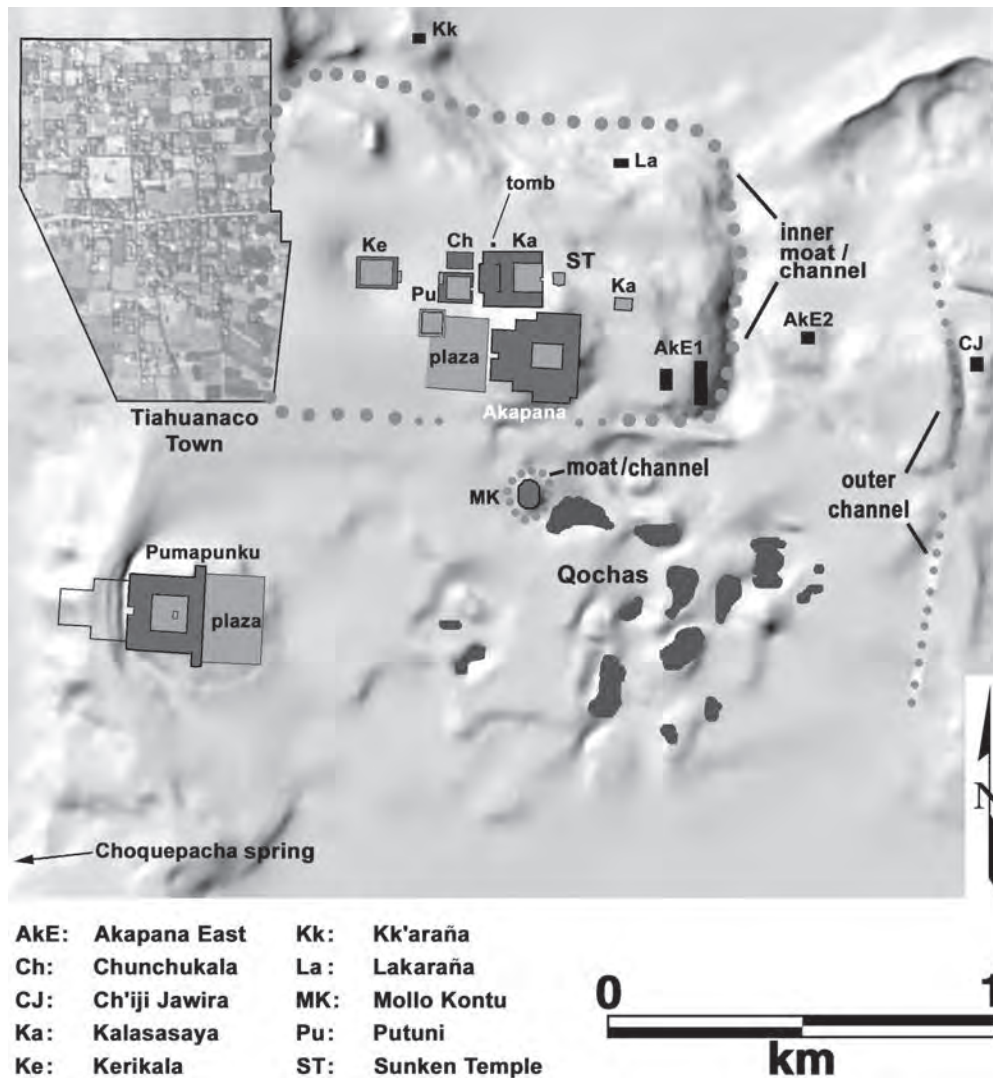 Kk
La
tomb
inner
moat /
channel
Ke
Ch
Ka
ST
Pu
Ka
plaza
AkE1
AkE2
CJ
Akapana
Tiahuanaco
Town
moat/channel
MK
outer
channel
Pumapunku
Qochas
plaza
N
Choquepacha spring
AkE: Akapana East Kk: Kk'araña
Ch: Chunchukala La: Lakaraña
CJ: Ch'iji Jawira MK: Mollo Kontu
Ka: Kalasasaya Pu: Putuni
Ke: Kerikala ST: Sunken Temple
0 1
km